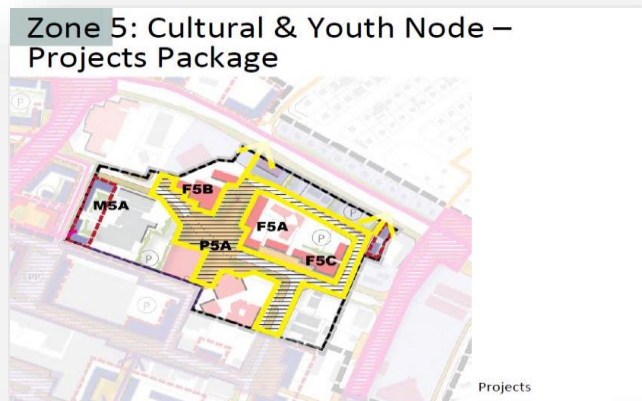 Zone 5: Cultural & Youth Node –
Projects Package
P
F5B
M5A
F5A
P
P5A
P
F5C
P
P
P
Projects